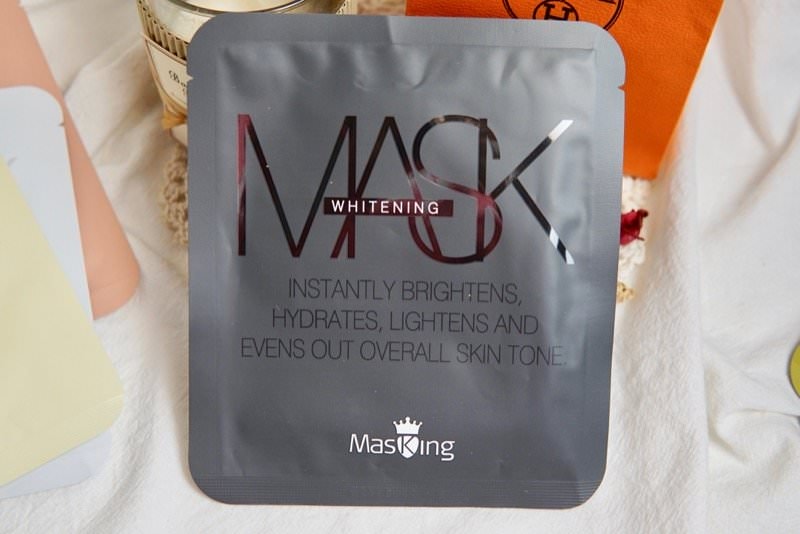 MASK
WHITENING
INSTANTLY BRIGHTENS,
HYDRATES, LIGHTENS AND
EVENS OUT OVERALL SKIN TONE.
MasKing
H